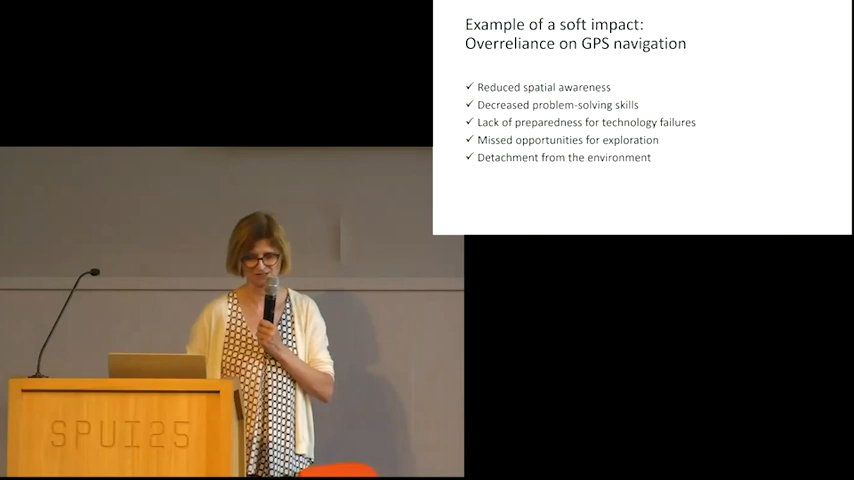 Example of a soft impact:
Overreliance on GPS navigation
✓ Reduced spatial awareness
✓ Decreased problem-solving skills
✓ Lack of preparedness for technology failures
✓ Missed opportunities for exploration
✓ Detachment from the environment
SPUI25